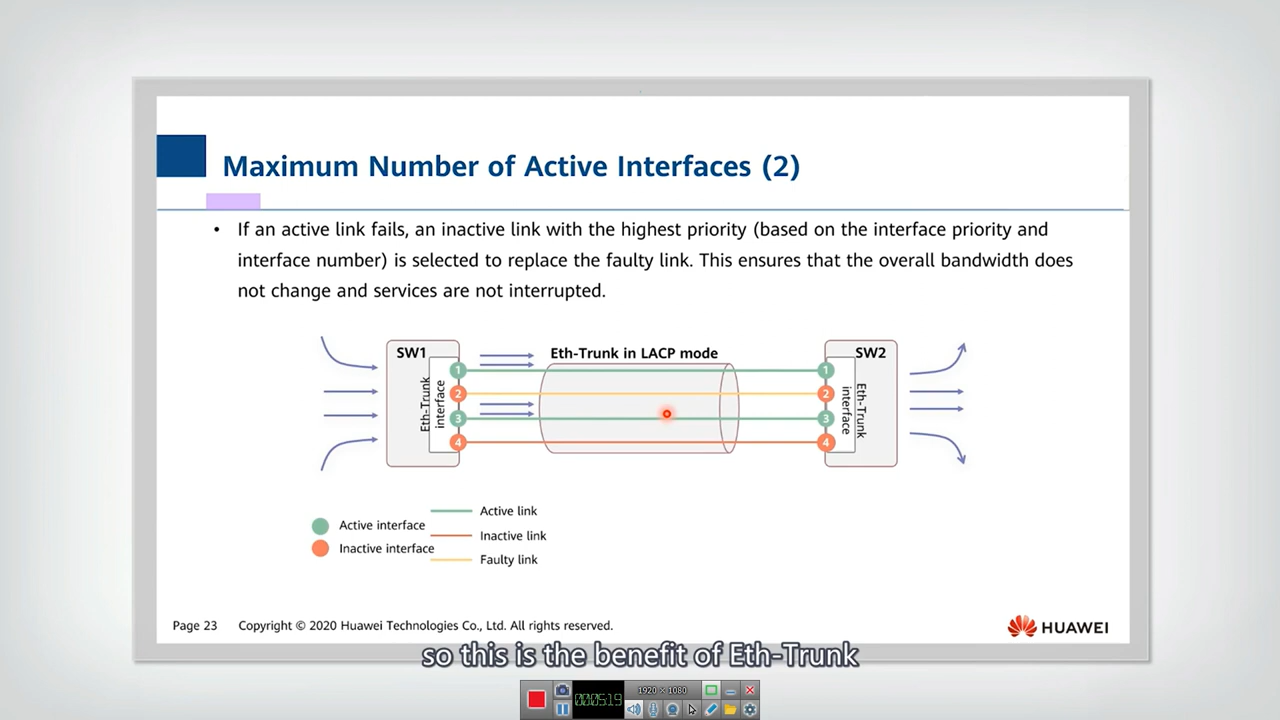 Maximum Number of Active Interfaces (2)
• If an active link fails, an inactive link with the highest priority (based on the interface priority and
interface number) is selected to replace the faulty link. This ensures that the overall bandwidth does
not change and services are not interrupted.
SW1
Eth-Trunk in LACP mode
SW2
Eth-Trunk
interface
1
2
3
4
1
2
3
4
Eth-Trunk
interface
Active interface
Inactive interface
Active link
Inactive link
Faulty link
Page 23
Copyright © 2020 Huawei Technologies Co., Ltd. All rights reserved.
HUAWEI
so this is the benefit of Eth-Trunk
1920 × 1080
00:05:19